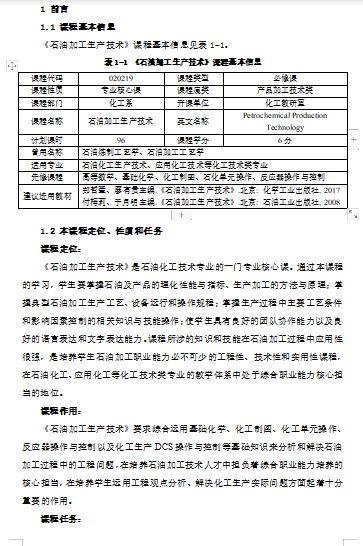 1 前言
1.1 课程基本信息
《石油加工生产技术》课程基本信息见表 1-1。
表 1-1 《石油加工生产技术》课程基本信息
课程代码 020219 课程类型 必修课
课程性质 专业核心课 课程属类 产品加工技术类
课程部门 化工系 开课单位 化工教研室
课程名称 石油加工生产技术 英文名称 Petrochemical Production Technology
计划课时 96 课程学分 6 分
曾用名称 石油炼制工艺学、石油加工工艺学
适用专业 石油化工生产技术、应用化工技术等化工技术类专业
先修课程 高等数学、基础化学、化工制图、石化单元操作、反应器操作与控制
建议选用教材 郑哲奎、廖有贵主编.《石油加工生产技术》.北京：化学工业出版社, 2017
付梅莉、于月明主编.《石油加工生产技术》.北京：石油工业出版社, 2008
1.2 本课程定位、性质和任务
课程定位：
《石油加工生产技术》是石油化工技术专业的一门专业核心课。通过本课程
的学习，学生要掌握石油及产品的理化性能与指标、生产加工的方法与原理；掌
握典型石油加工生产工艺、设备运行和操作规程；掌握生产过程中主要工艺条件
和影响因素控制的相关知识与技能操作；使学生具有良好的团队协作能力以及良
好的语言表达和文字表达能力。课程所涉的知识和技能在石油加工过程中应用性
很强，是培养学生石油加工职业能力必不可少的工程性、技术性和实用性课程，
在石油化工、应用化工等化工技术类专业的教学体系中处于综合职业能力核心担
当的地位。
课程作用：
《石油加工生产技术》要求综合运用基础化学、化工制图、化工单元操作、
反应器操作与控制以及化工生产 DCS 操作与控制等基础知识来分析和解决石油
加工过程中的工程问题，在培养石油加工技术人才中担负着综合职业能力培养的
核心担当，在培养学生运用工程观点分析、解决化工生产实际问题方面起着十分
重要的作用。
课程任务：